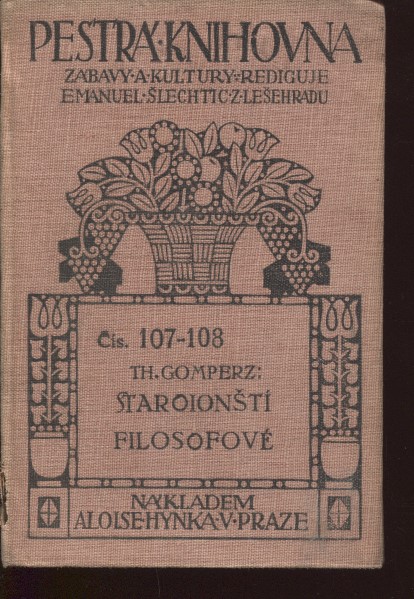 PESTRÁ·KNIHOVNA
ZÁBAVY·A·KULTURY·REDIGUJE
EMANUEL·ŠLECHTIC·Z·LEŠEHRADU
Čís. 107-108
TH. GOMPERZ:
STAROIONŠTÍ
FILOSOFOVÉ
NÁKLADEM
ALOISE·HYNKA·V·PRAZE